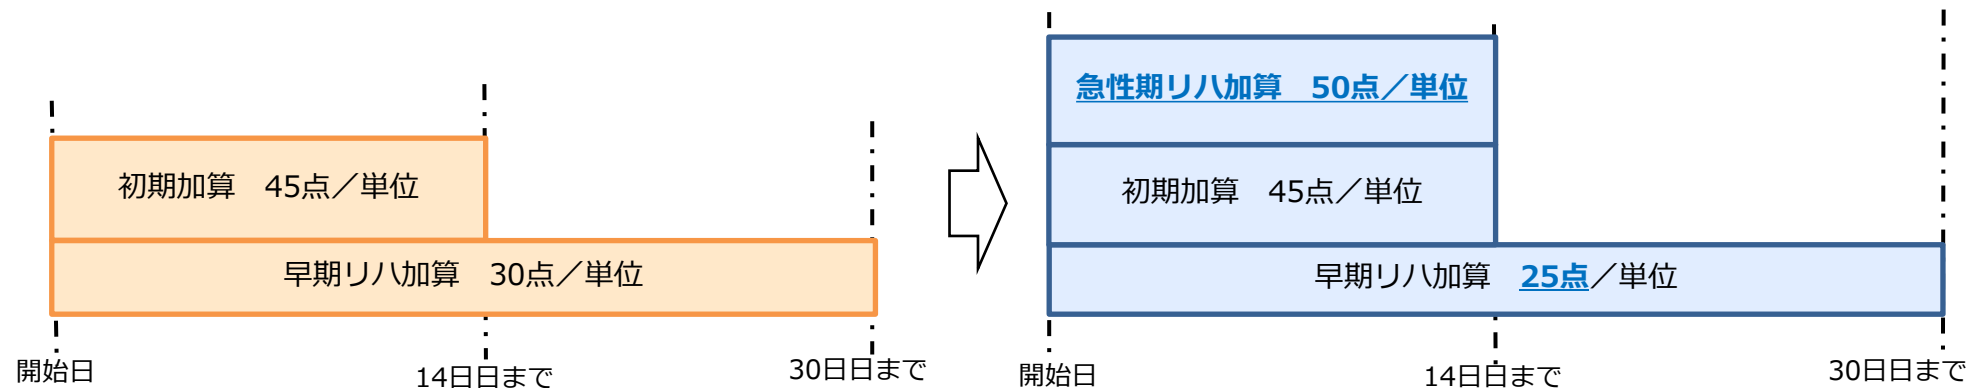 初期加算　45点／単位
早期リハ加算　30点／単位
開始日
14日日まで
30日日まで
急性期リハ加算　50点／単位
初期加算　45点／単位
早期リハ加算　25点／単位
開始日
14日日まで
30日日まで